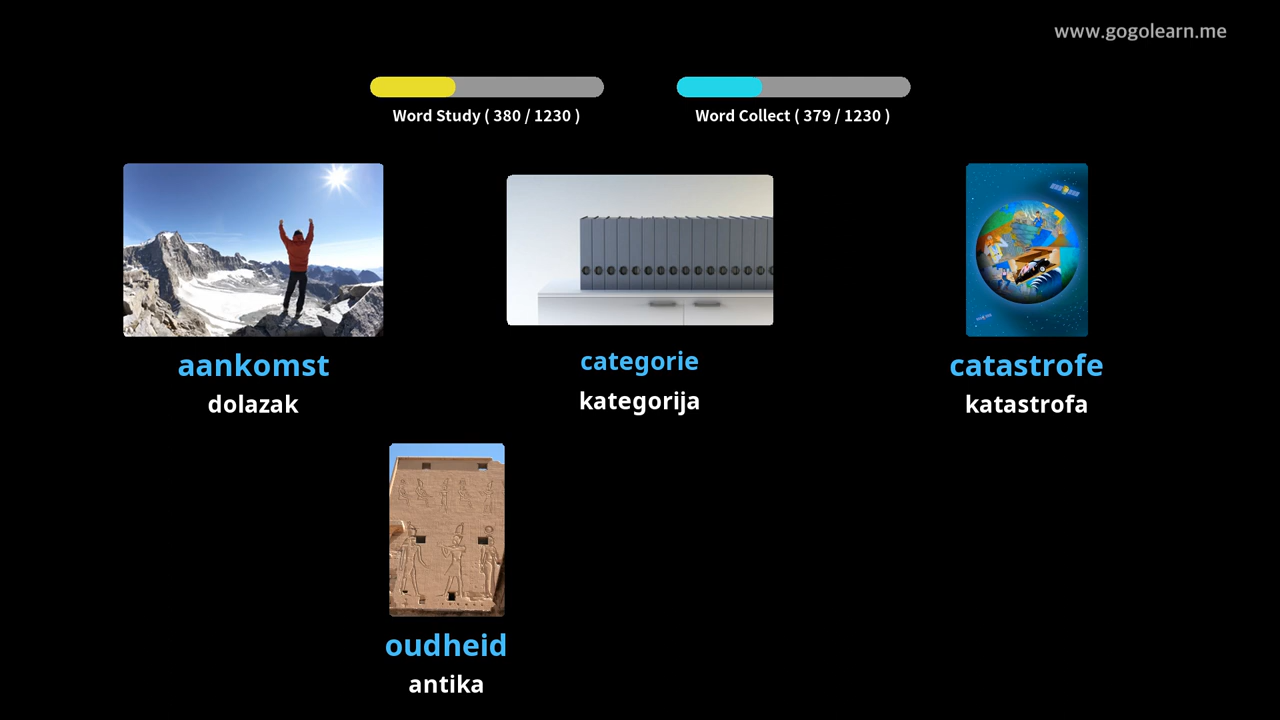 www.gogolearn.me
Word Study ( 380 / 1230 )
Word Collect ( 379 / 1230 )
aankomst
dolazak
categorie
kategorija
catastrofe
katastrofa
oudheid
antika